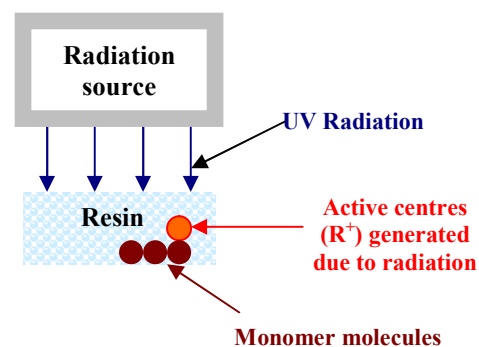 Radiation
source
UV Radiation
Resin
Active centres
(R⁺) generated
due to radiation
Monomer molecules